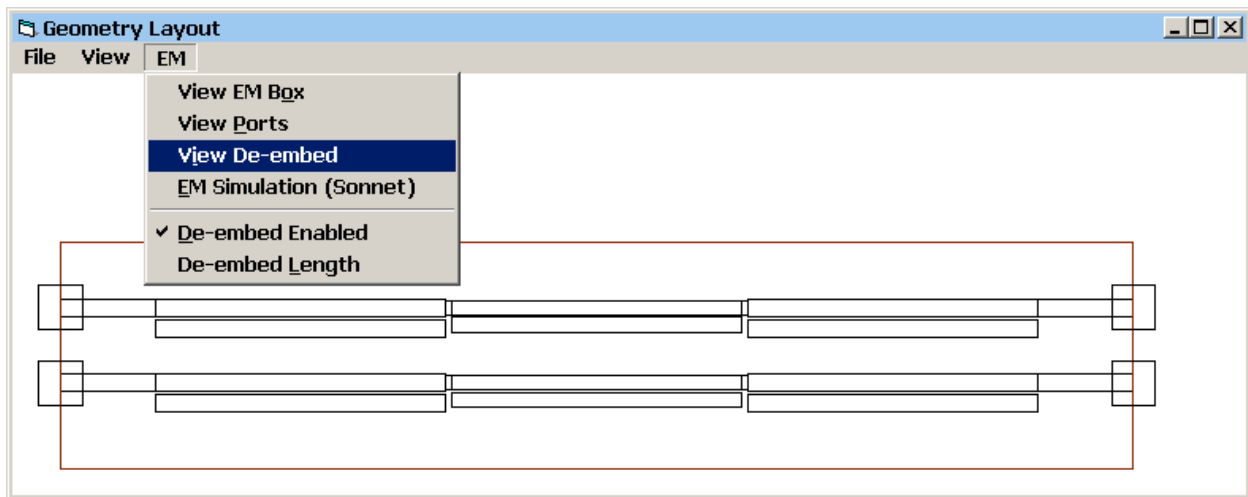 Geometry Layout
File View EM
View EM Box
View Ports
View De-embed
EM Simulation (Sonnet)
De-embed Enabled
De-embed Length